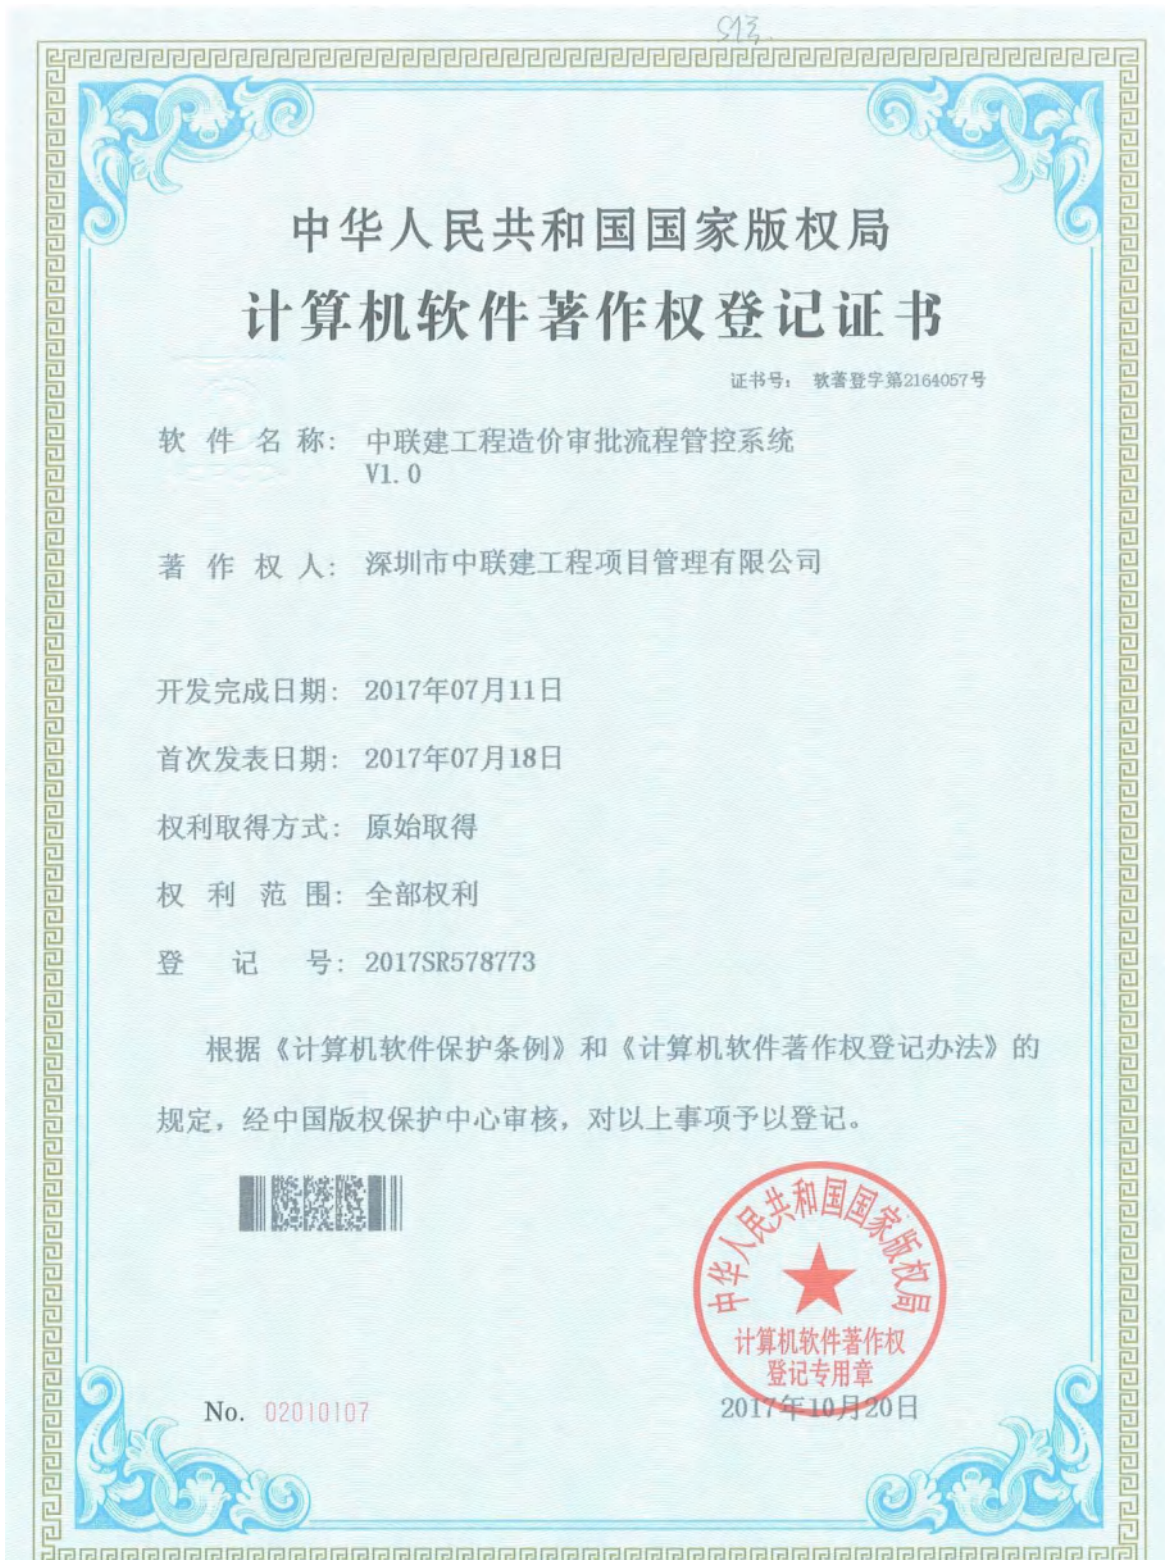 中华人民共和国国家版权局
计算机软件著作权登记证书
证书号： 软著登字第2164057号
软件名称： 中联建工程造价审批流程管控系统
V1.0
著作权人： 深圳市中联建工程项目管理有限公司
开发完成日期： 2017年07月11日
首次发表日期： 2017年07月18日
权利取得方式： 原始取得
权利范围： 全部权利
登记号： 2017SR578773
根据《计算机软件保护条例》和《计算机软件著作权登记办法》的
规定，经中国版权保护中心审核，对以上事项予以登记。
中华人民共和国国家版权局
计算机软件著作权
登记专用章
No. 02010107
2017年10月20日